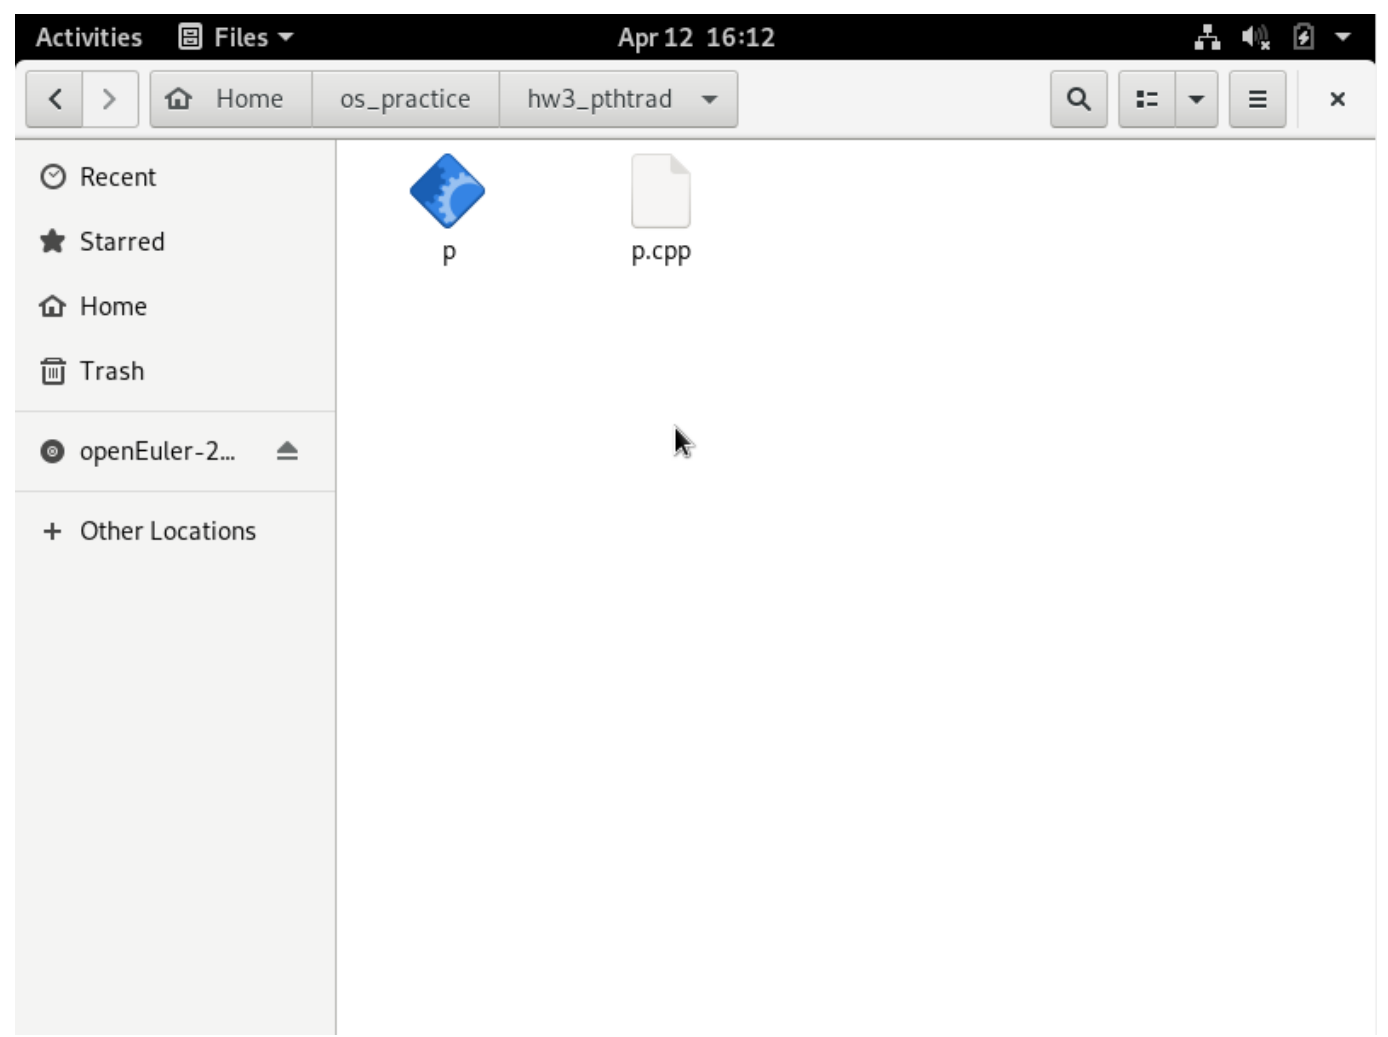 Activities Files Apr 12 16:12
Home os_practice hw3_pthtrad
Recent
Starred
Home
Trash
openEuler-2...
Other Locations
p p.cpp